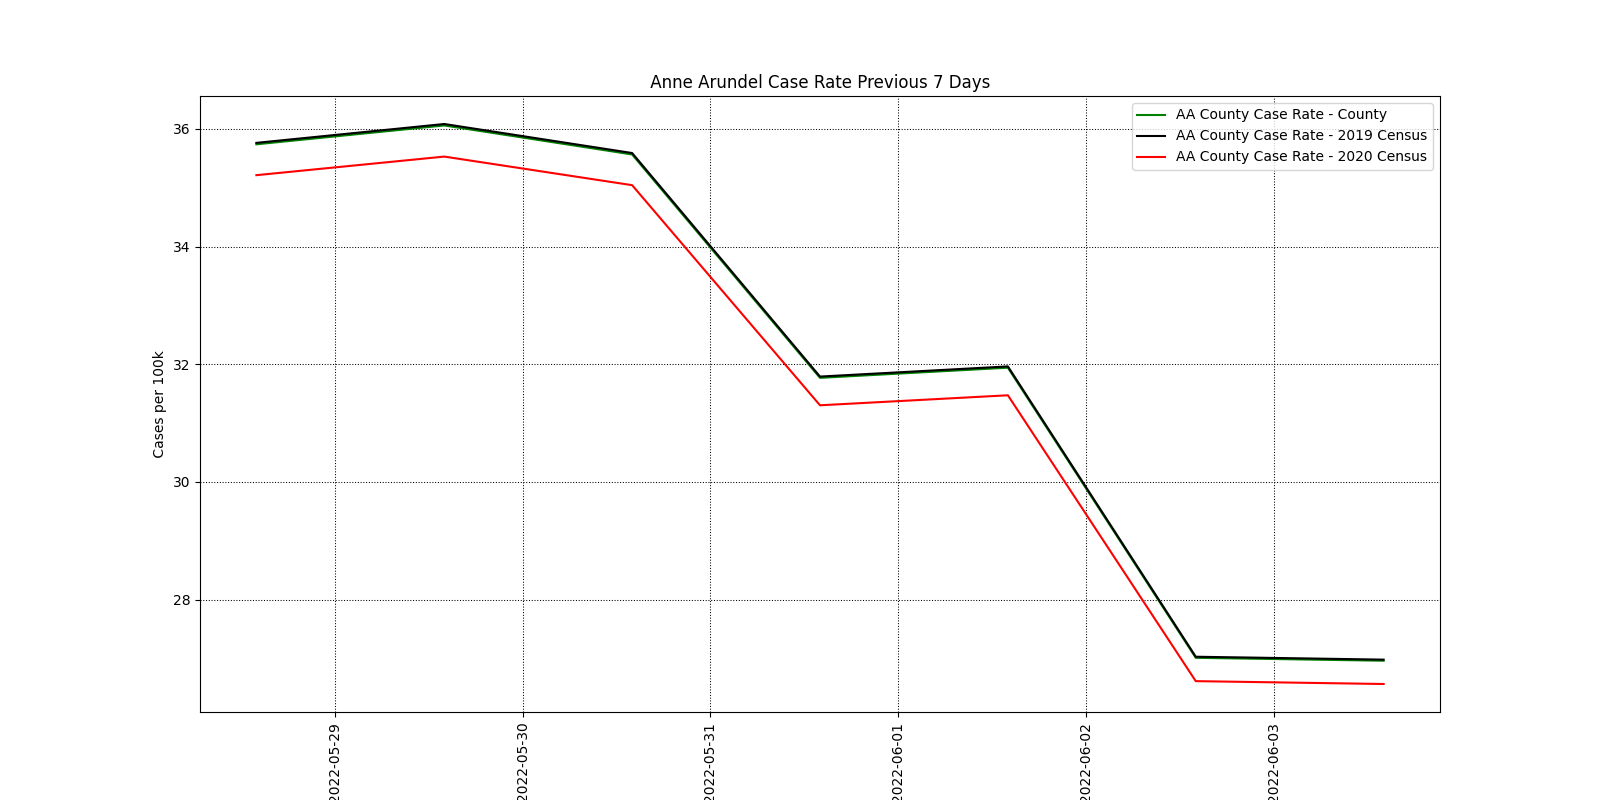 Anne Arundel Case Rate Previous 7 Days
AA County Case Rate - County
AA County Case Rate - 2019 Census
AA County Case Rate - 2020 Census
Cases per 100k
36
34
32
30
28
2022-05-29
2022-05-30
2022-05-31
2022-06-01
2022-06-02
2022-06-03